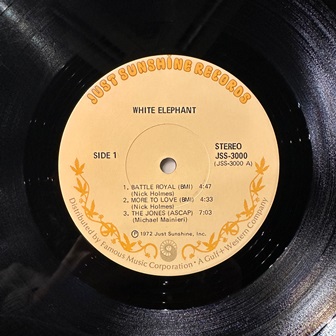 JUST SUNSHINE RECORDS
WHITE ELEPHANT
SIDE 1
STEREO
JSS-3000
(JSS-3000 A)
1. BATTLE ROYAL (BMI) 4:47
(Nick Holmes)
2. MORE TO LOVE (BMI) 4:33
(Nick Holmes)
3. THE JONES (ASCAP) 7:03
(Michael Mainieri)
℗ 1972 Just Sunshine, Inc.
Distributed by Famous Music Corporation • A Gulf + Western Company